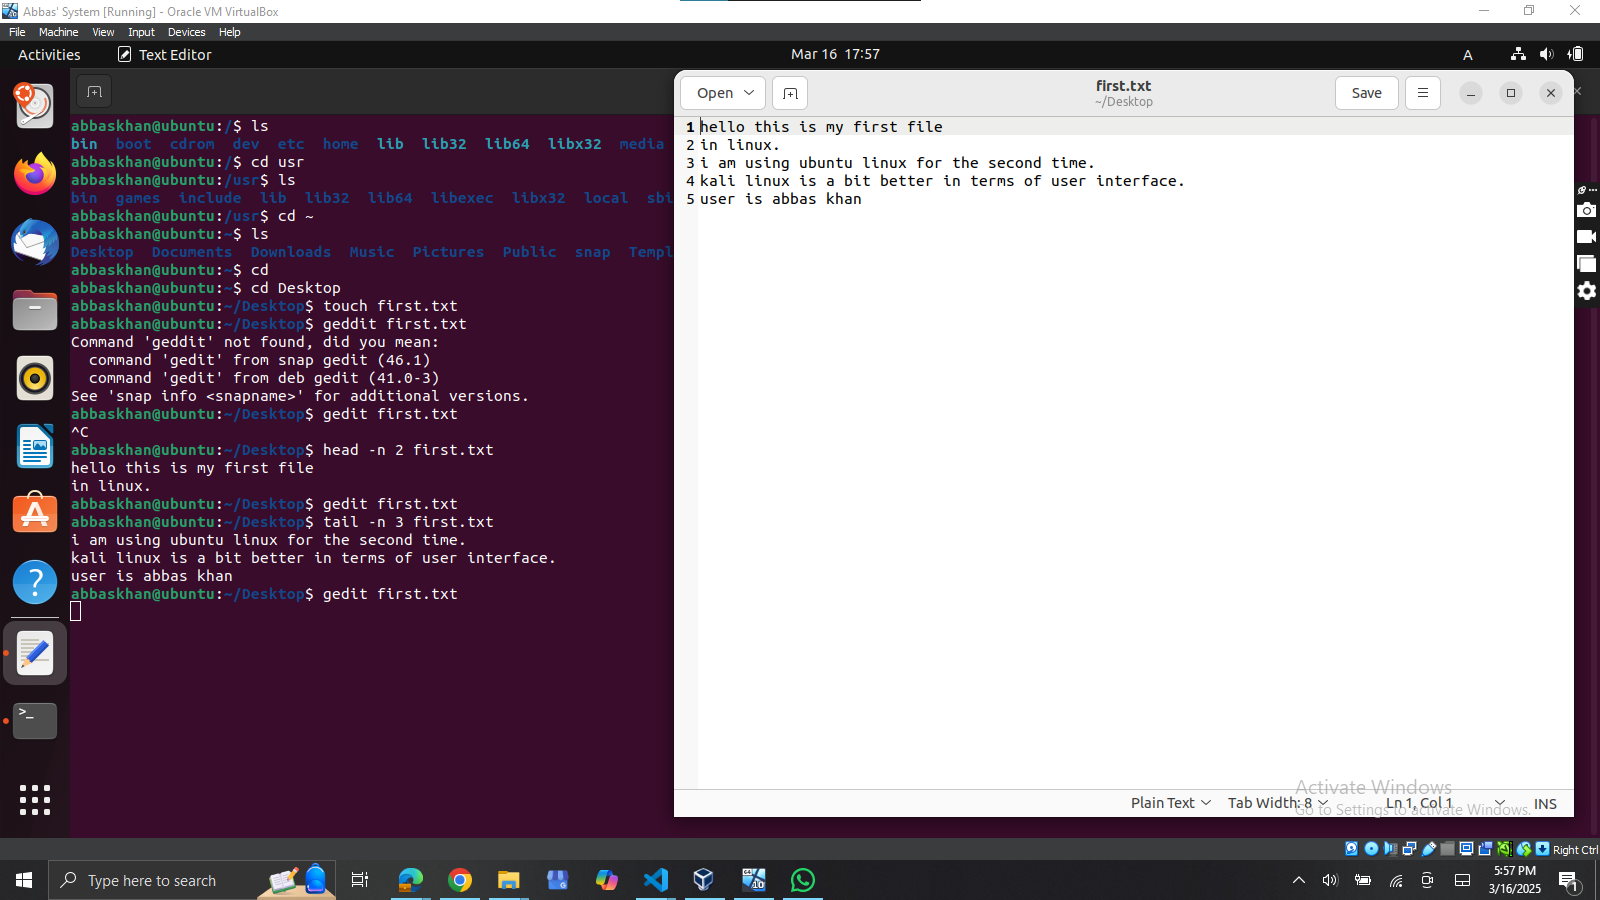 Abbas' System [Running] - Oracle VM VirtualBox
File Machine View Input Devices Help
Activities Text Editor Mar 16 17:57 A
abbaskhan@ubuntu:/$ ls
bin boot cdrom dev etc home lib lib32 lib64 libx32 media
abbaskhan@ubuntu:/$ cd usr
abbaskhan@ubuntu:/usr$ ls
bin games include lib lib32 lib64 libexec libx32 local sbi
abbaskhan@ubuntu:/usr$ cd ~
abbaskhan@ubuntu:~$ ls
Desktop Documents Downloads Music Pictures Public snap Templ
abbaskhan@ubuntu:~$ cd
abbaskhan@ubuntu:~$ cd Desktop
abbaskhan@ubuntu:~/Desktop$ touch first.txt
abbaskhan@ubuntu:~/Desktop$ geddit first.txt
Command 'geddit' not found, did you mean:
command 'gedit' from snap gedit (46.1)
command 'gedit' from deb gedit (41.0-3)
See 'snap info <snapname>' for additional versions.
abbaskhan@ubuntu:~/Desktop$ gedit first.txt
^C
abbaskhan@ubuntu:~/Desktop$ head -n 2 first.txt
hello this is my first file
in linux.
abbaskhan@ubuntu:~/Desktop$ gedit first.txt
abbaskhan@ubuntu:~/Desktop$ tail -n 3 first.txt
i am using ubuntu linux for the second time.
kali linux is a bit better in terms of user interface.
user is abbas khan
abbaskhan@ubuntu:~/Desktop$ gedit first.txt
Open first.txt Save
~/Desktop
1 hello this is my first file
2 in linux.
3 i am using ubuntu linux for the second time.
4 kali linux is a bit better in terms of user interface.
5 user is abbas khan
Activate Windows
Go to Settings to activate Windows.
Plain Text Tab Width: 8 Ln 1, Col 1 INS
Right Ctrl
Type here to search
5:57 PM
3/16/2025
1